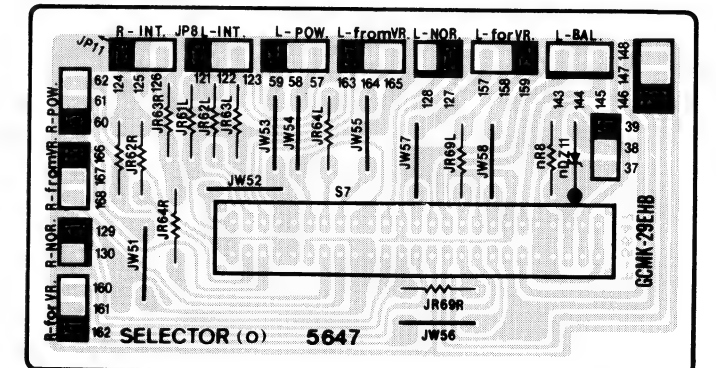 JP11
R-INT.
JP8
L-INT.
L-POW.
L-fromVR.
L-NOR.
L-forVR.
L-BAL.
124
125
126
121
122
123
59
58
57
163
164
165
128
127
157
158
159
143
144
145
146
147
148
R-POW.
62
61
60
R-fromVR.
166
167
168
R-NOR.
129
130
R-forVR.
160
161
162
39
38
37
JR62R
JR63R
JR61L
JR62L
JR63L
JW53
JW54
JR64L
JW55
JW57
JR69L
JW58
nR8
nDZ11
JW52
S7
JR64R
JW51
JR69R
JW56
GCMK-29EHB
SELECTOR (O)
5647